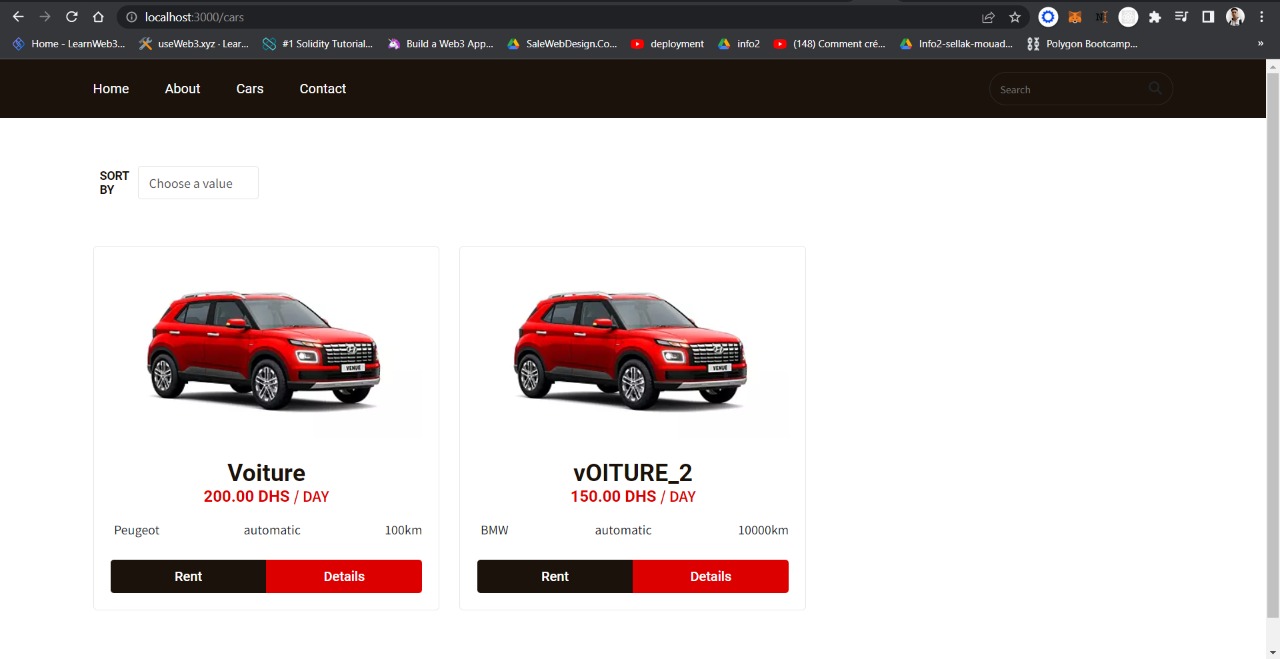 localhost:3000/cars
Home - LearnWeb3... useWeb3.xyz · Lear... #1 Solidity Tutorial... Build a Web3 App... SaleWebDesign.Co... deployment info2 (148) Comment cré... Info2-sellak-mouad... Polygon Bootcamp... »
Home About Cars Contact Search
SORT
BY
Choose a value
VENUE VENUE
Voiture vOITURE_2
200.00 DHS / DAY 150.00 DHS / DAY
Peugeot automatic 100km BMW automatic 10000km
Rent Details Rent Details